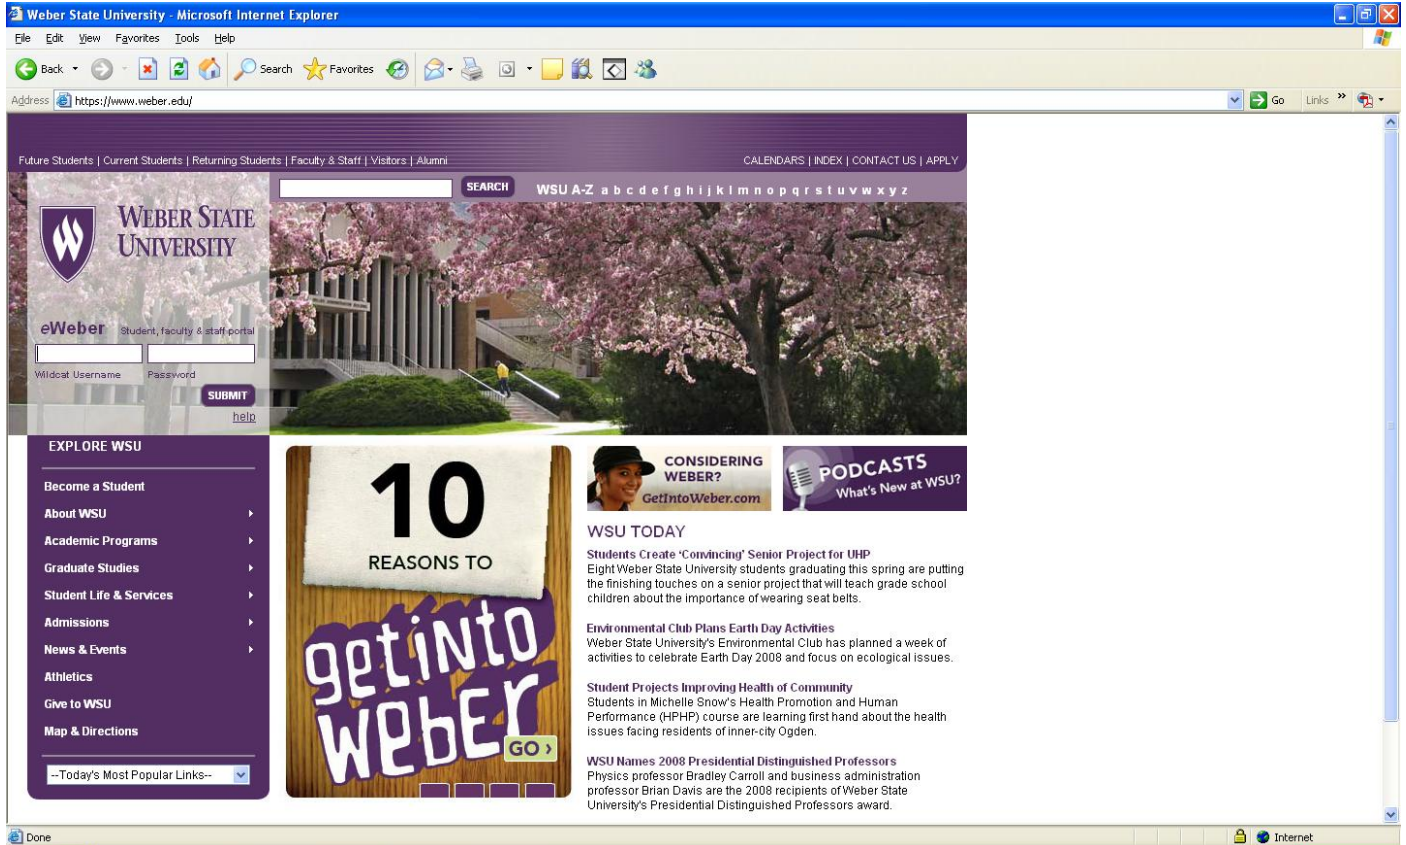 Weber State University - Microsoft Internet Explorer
File Edit View Favorites Tools Help
Back Search Favorites
Address https://www.weber.edu/ Go Links »
Future Students | Current Students | Returning Students | Faculty & Staff | Visitors | Alumni CALENDARS | INDEX | CONTACT US | APPLY
SEARCH WSU A-Z a b c d e f g h i j k l m n o p q r s t u v w x y z
WEBER STATE
UNIVERSITY
W
eWeber Student, faculty & staff portal
Wildcat Username Password
SUBMIT
help
EXPLORE WSU
Become a Student
About WSU
Academic Programs
Graduate Studies
Student Life & Services
Admissions
News & Events
Athletics
Give to WSU
Map & Directions
--Today's Most Popular Links--
10
REASONS TO
getiNto
WEbEr
GO ›
CONSIDERING
WEBER?
GetIntoWeber.com
PODCASTS
What's New at WSU?
WSU TODAY
Students Create ‘Convincing’ Senior Project for UHP
Eight Weber State University students graduating this spring are putting
the finishing touches on a senior project that will teach grade school
children about the importance of wearing seat belts.
Environmental Club Plans Earth Day Activities
Weber State University's Environmental Club has planned a week of
activities to celebrate Earth Day 2008 and focus on ecological issues.
Student Projects Improving Health of Community
Students in Michelle Snow's Health Promotion and Human
Performance (HPHP) course are learning first hand about the health
issues facing residents of inner-city Ogden.
WSU Names 2008 Presidential Distinguished Professors
Physics professor Bradley Carroll and business administration
professor Brian Davis are the 2008 recipients of Weber State
University's Presidential Distinguished Professors award.
Done Internet